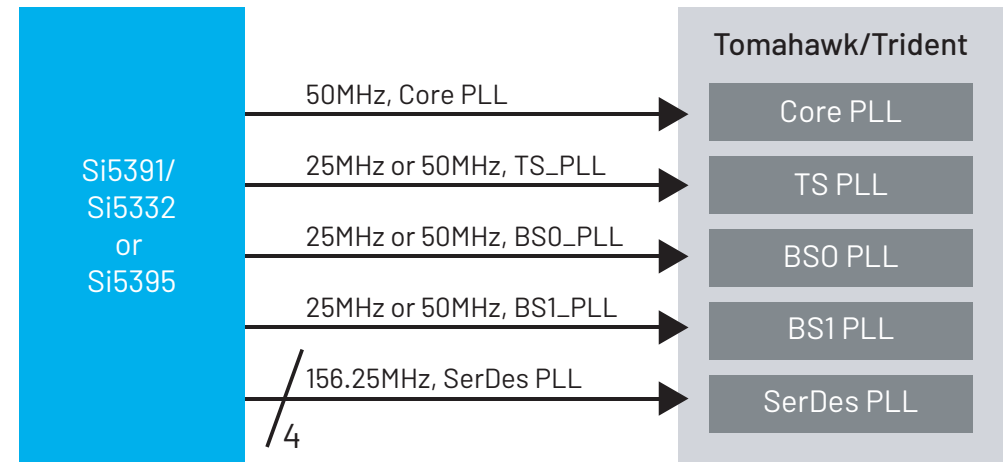 Tomahawk/Trident
50MHz, Core PLL
Core PLL
Si5391/
Si5332
or
Si5395
25MHz or 50MHz, TS_PLL
TS PLL
25MHz or 50MHz, BS0_PLL
BS0 PLL
25MHz or 50MHz, BS1_PLL
BS1 PLL
156.25MHz, SerDes PLL
SerDes PLL
4